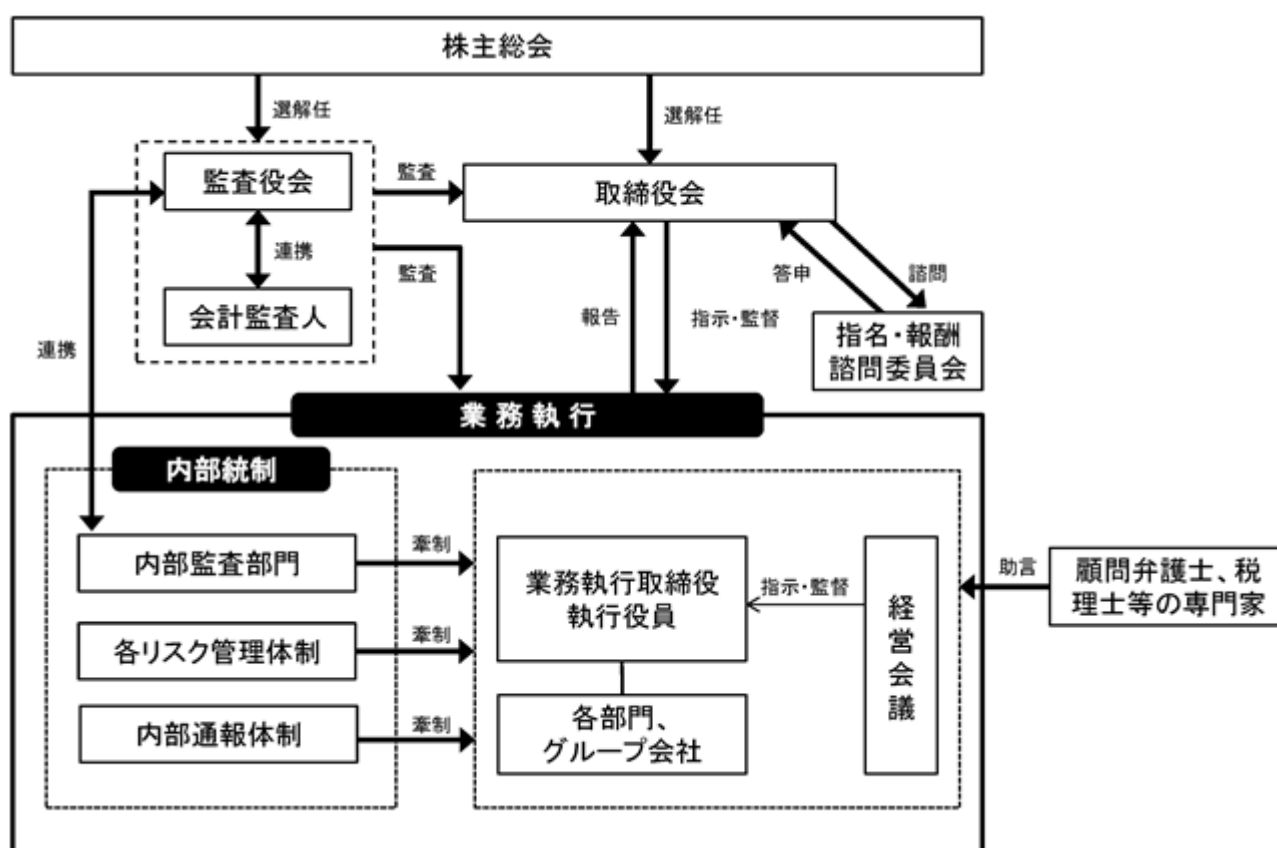 株主総会
選解任
選解任
監査役会
監査
取締役会
連携
監査
答申
諮問
会計監査人
報告
指示・監督
指名・報酬
諮問委員会
連携
業務執行
内部統制
内部監査部門
牽制
業務執行取締役
執行役員
指示・監督
経営会議
助言
顧問弁護士、税
理士等の専門家
各リスク管理体制
牽制
内部通報体制
牽制
各部門、
グループ会社